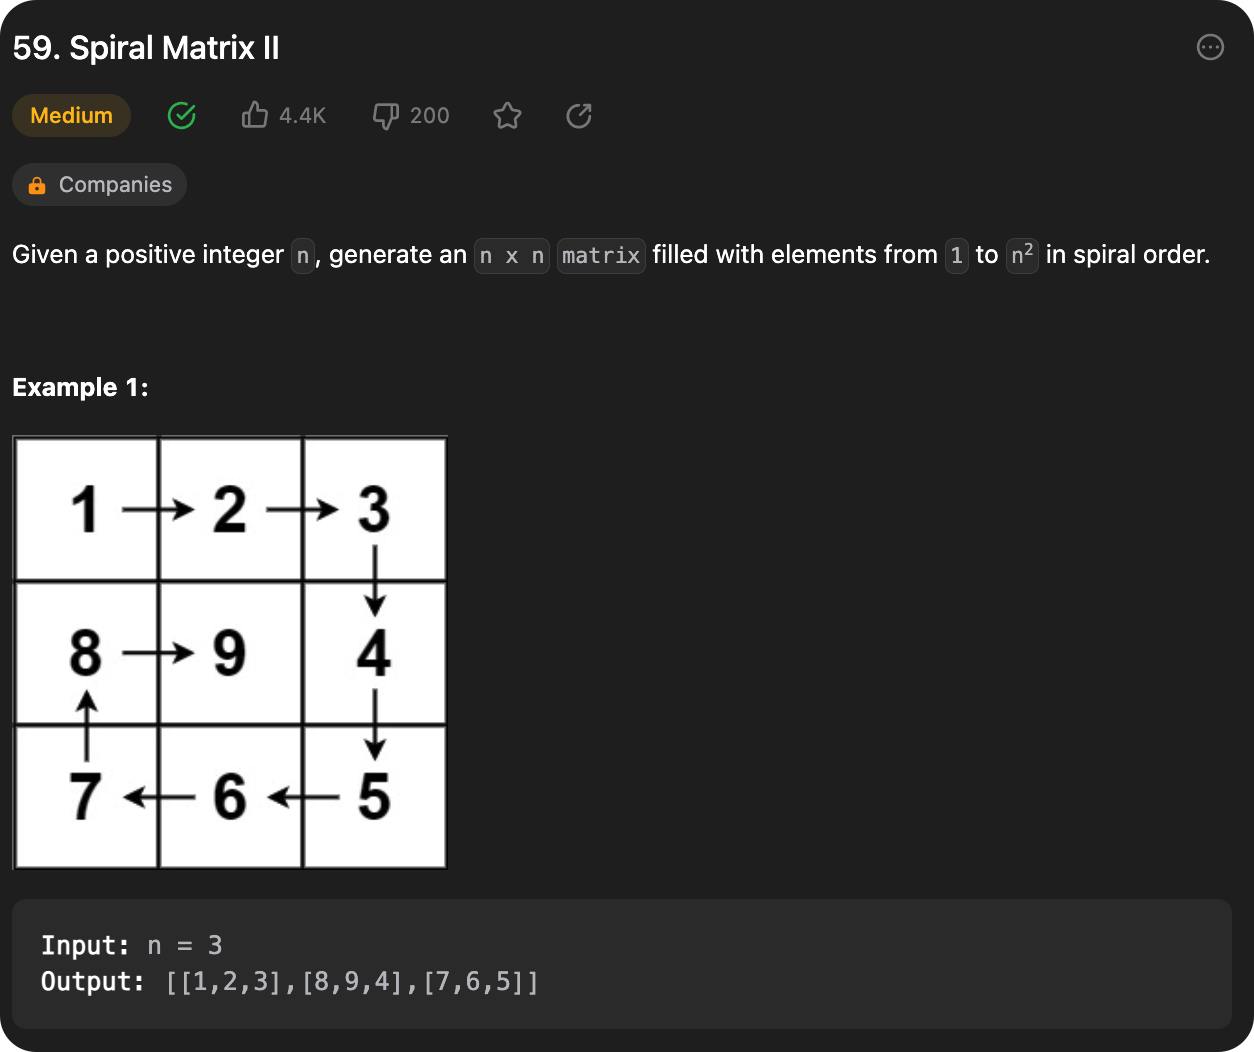 59. Spiral Matrix II
Medium 4.4K 200
Companies
Given a positive integer n, generate an n x n matrix filled with elements from 1 to n² in spiral order.
Example 1:
1 2 3
8 9 4
7 6 5
Input: n = 3
Output: [[1,2,3],[8,9,4],[7,6,5]]